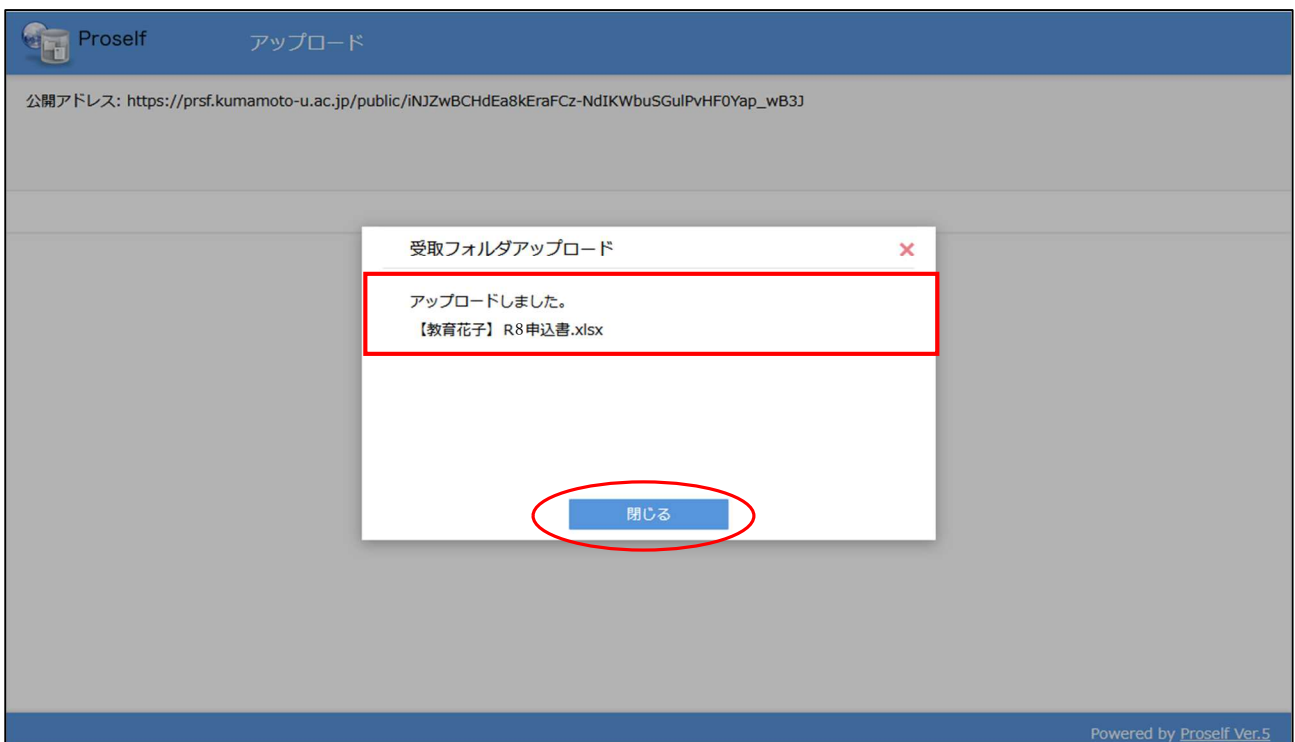 Proself
アップロード
公開アドレス: https://prsf.kumamoto-u.ac.jp/public/iNJZwBCHdEa8kEraFCz-NdIKWbuSGulPvHF0Yap_wB3J
受取フォルダアップロード
アップロードしました。
【教育花子】R8申込書.xlsx
閉じる
Powered by Proself Ver.5